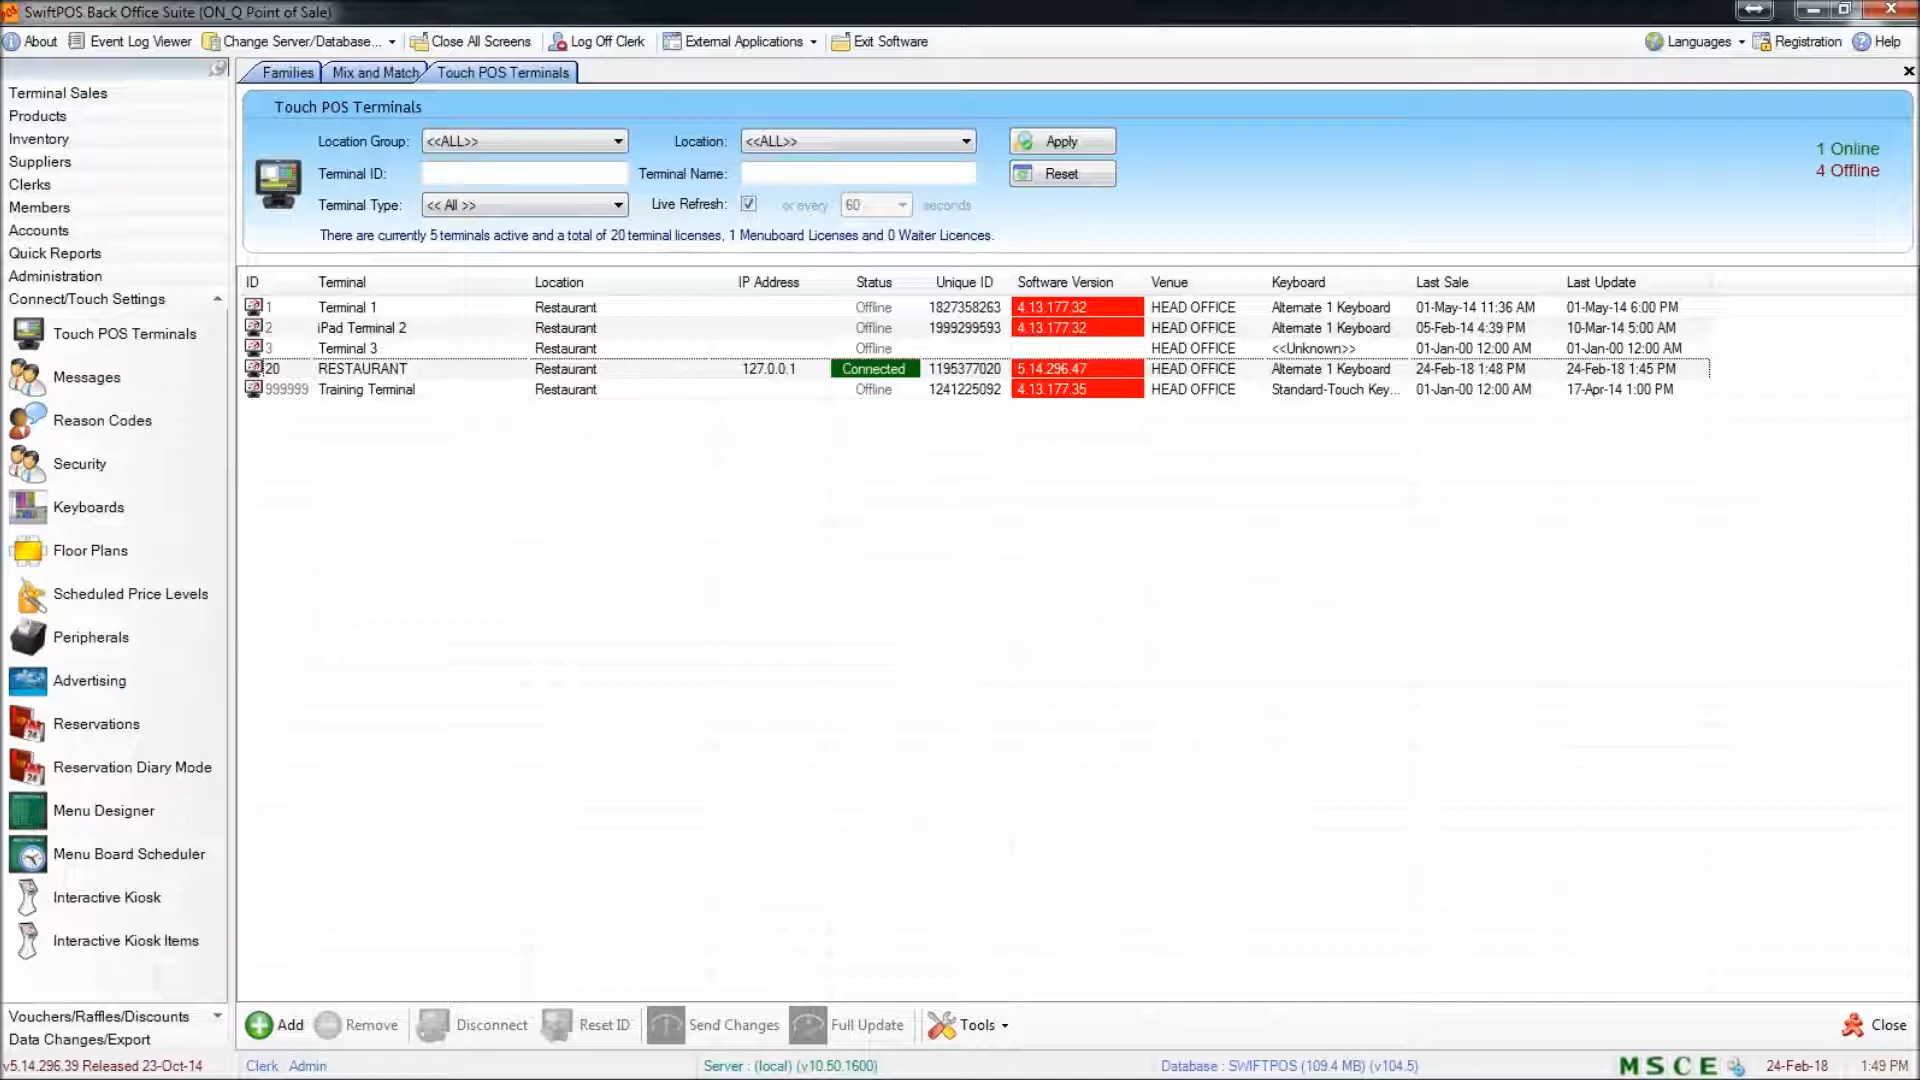 SwiftPOS Back Office Suite (ON_Q Point of Sale)
About Event Log Viewer Change Server/Database... Close All Screens Log Off Clerk External Applications Exit Software Languages Registration Help
Families Mix and Match Touch POS Terminals
Terminal Sales
Products
Inventory
Suppliers
Clerks
Members
Accounts
Quick Reports
Administration
Connect/Touch Settings
Touch POS Terminals
Messages
Reason Codes
Security
Keyboards
Floor Plans
Scheduled Price Levels
Peripherals
Advertising
Reservations
Reservation Diary Mode
Menu Designer
Menu Board Scheduler
Interactive Kiosk
Interactive Kiosk Items
Vouchers/Raffles/Discounts
Data Changes/Export
Touch POS Terminals
Location Group: <<ALL>> Location: <<ALL>> Apply
Terminal ID: Terminal Name: Reset
Terminal Type: << All >> Live Refresh: or every 60 seconds
1 Online
4 Offline
There are currently 5 terminals active and a total of 20 terminal licenses, 1 Menuboard Licenses and 0 Waiter Licences.
ID Terminal Location IP Address Status Unique ID Software Version Venue Keyboard Last Sale Last Update
1 Terminal 1 Restaurant Offline 1827358263 4.13.177.32 HEAD OFFICE Alternate 1 Keyboard 01-May-14 11:36 AM 01-May-14 6:00 PM
2 iPad Terminal 2 Restaurant Offline 1999299593 4.13.177.32 HEAD OFFICE Alternate 1 Keyboard 05-Feb-14 4:39 PM 10-Mar-14 5:00 AM
3 Terminal 3 Restaurant Offline HEAD OFFICE <<Unknown>> 01-Jan-00 12:00 AM 01-Jan-00 12:00 AM
20 RESTAURANT Restaurant 127.0.0.1 Connected 1195377020 5.14.296.47 HEAD OFFICE Alternate 1 Keyboard 24-Feb-18 1:48 PM 24-Feb-18 1:45 PM
999999 Training Terminal Restaurant Offline 1241225092 4.13.177.35 HEAD OFFICE Standard-Touch Key... 01-Jan-00 12:00 AM 17-Apr-14 1:00 PM
Add Remove Disconnect Reset ID Send Changes Full Update Tools Close
v5.14.296.39 Released 23-Oct-14 Clerk Admin Server : (local) (v10.50.1600) Database : SWIFTPOS (109.4 MB) (v104.5) M S C E 24-Feb-18 1:49 PM